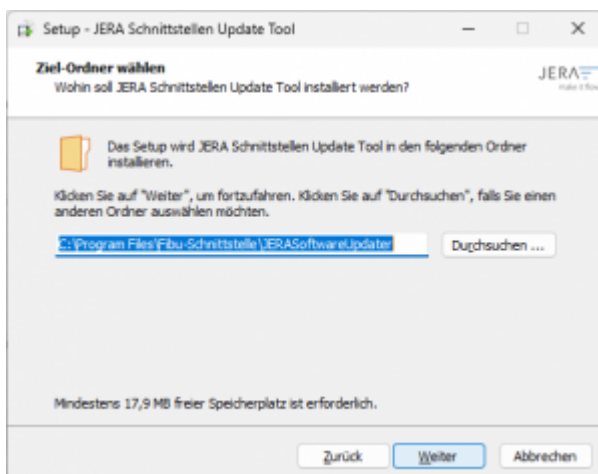 Setup - JERA Schnittstellen Update Tool
Ziel-Ordner wählen
Wohin soll JERA Schnittstellen Update Tool installiert werden?
JERA
make it flow
Das Setup wird JERA Schnittstellen Update Tool in den folgenden Ordner
installieren.
Klicken Sie auf "Weiter", um fortzufahren. Klicken Sie auf "Durchsuchen", falls Sie einen
anderen Ordner auswählen möchten.
C:\Program Files\Fibu-Schnittstelle\JERASoftwareUpdater
Durchsuchen ...
Mindestens 17,9 MB freier Speicherplatz ist erforderlich.
Zurück
Weiter
Abbrechen